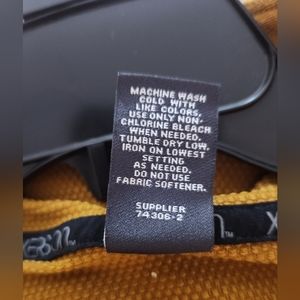 MACHINE WASH
COLD WITH
LIKE COLORS,
USE ONLY NON-
CHLORINE BLEACH
WHEN NEEDED.
TUMBLE DRY LOW,
IRON ON LOWEST
SETTING
AS NEEDED.
DO NOT USE
FABRIC SOFTENER.
SUPPLIER
74306-2
TM
X